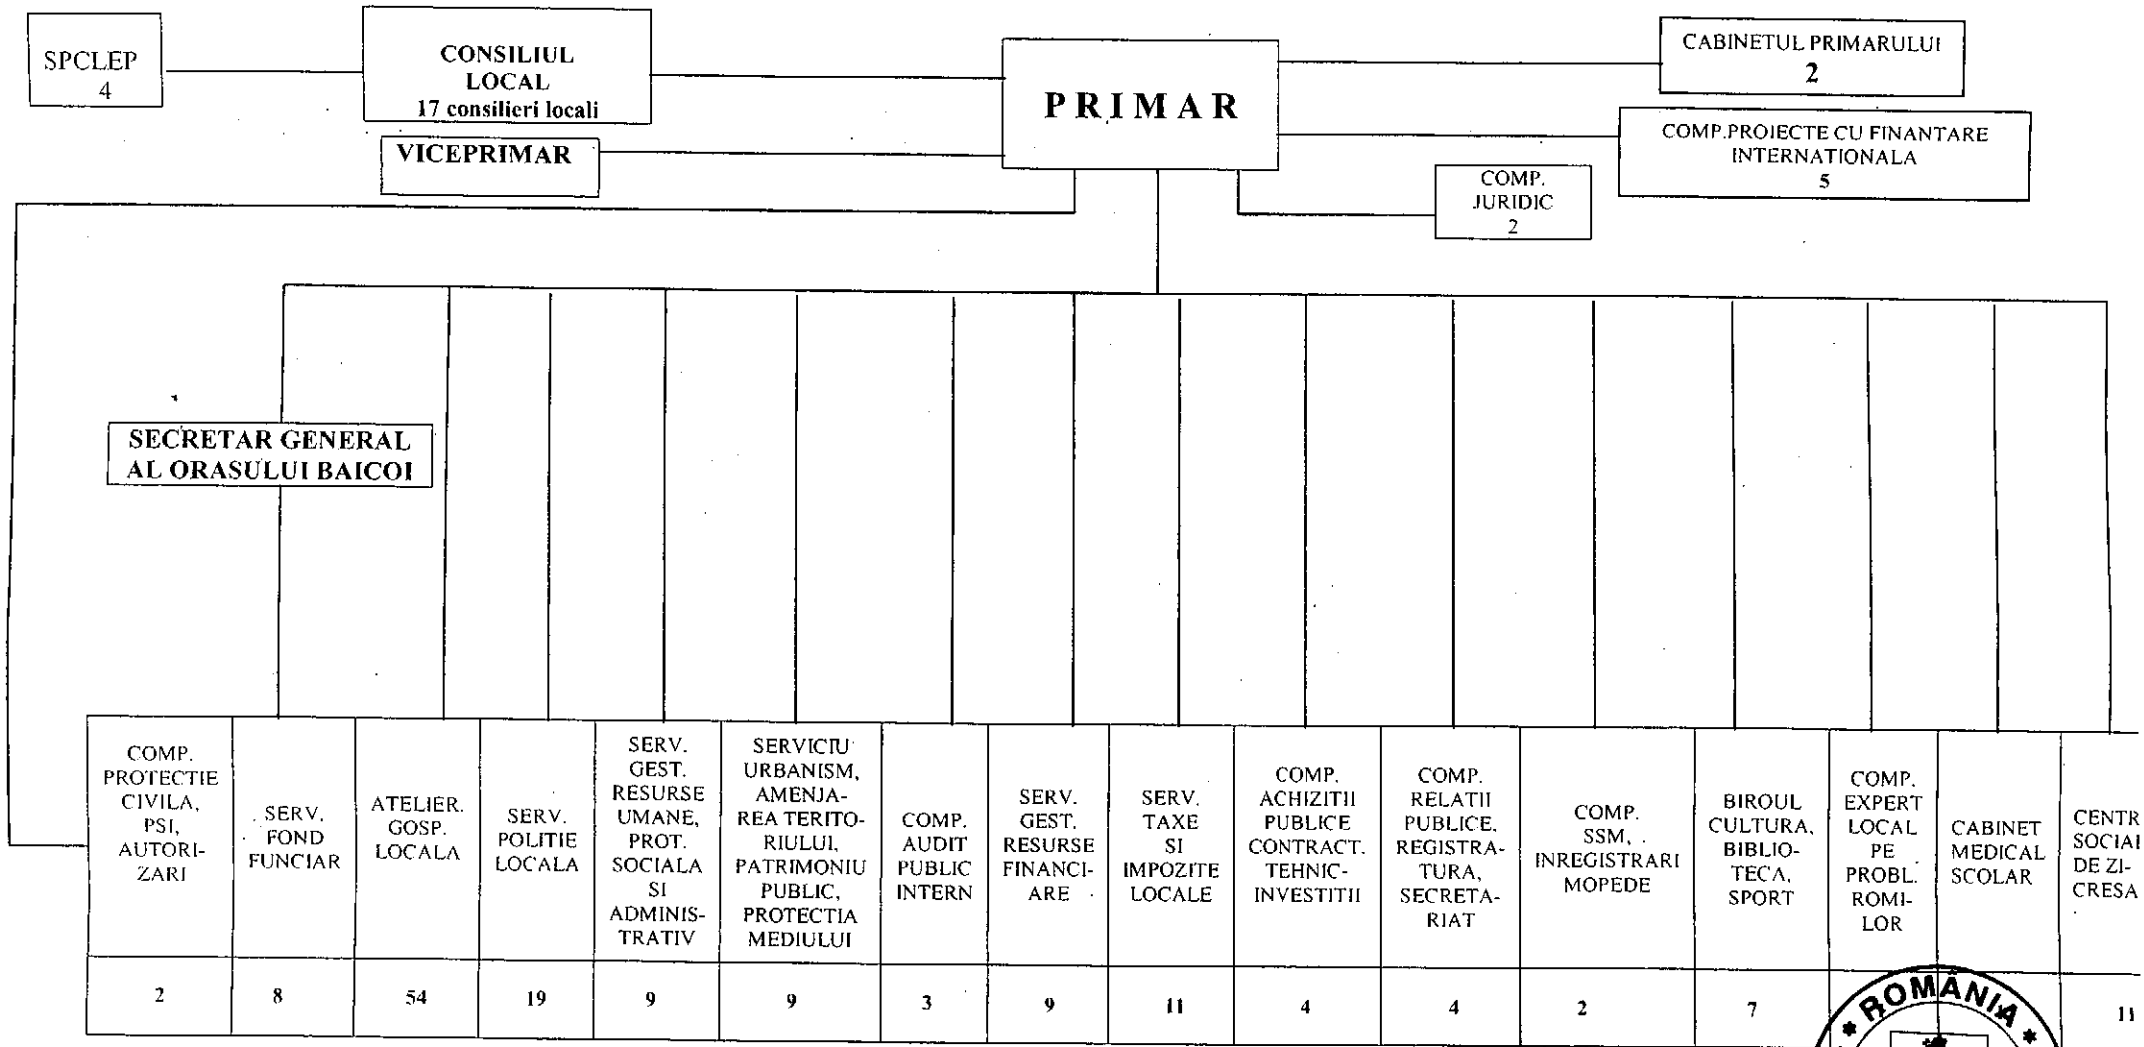 SPCLEP
4
CONSILIUL
LOCAL
17 consilieri locali
VICEPRIMAR
PRIMAR
CABINETUL PRIMARULUI
2
COMP.PROIECTE CU FINANTARE
INTERNATIONALA
5
COMP.
JURIDIC
2
SECRETAR GENERAL
AL ORASULUI BAICOI
COMP.
PROTECTIE
CIVILA,
PSI,
AUTORI-
ZARI
2
SERV.
FOND
FUNCIAR
8
ATELIER.
GOSP.
LOCALA
54
SERV.
POLITIE
LOCALA
19
SERV.
GEST.
RESURSE
UMANE,
PROT.
SOCIALA
SI
ADMINIS-
TRATIV
9
SERVICIU
URBANISM,
AMENJA-
REA TERITO-
RIULUI,
PATRIMONIU
PUBLIC,
PROTECTIA
MEDIULUI
9
COMP.
AUDIT
PUBLIC
INTERN
3
SERV.
GEST.
RESURSE
FINANCI-
ARE
9
SERV.
TAXE
SI
IMPOZITE
LOCALE
11
COMP.
ACHIZITII
PUBLICE
CONTRACT.
TEHNIC-
INVESTITII
4
COMP.
RELATII
PUBLICE,
REGISTRA-
TURA,
SECRETA-
RIAT
4
COMP.
SSM,
INREGISTRARI
MOPEDE
2
BIROUL
CULTURA,
BIBLIO-
TECA,
SPORT
7
COMP.
EXPERT
LOCAL
PE
PROBL.
ROMI-
LOR
CABINET
MEDICAL
SCOLAR
CENTR
SOCIAL
DE ZI-
CRESA
11
* ROMÂNIA *